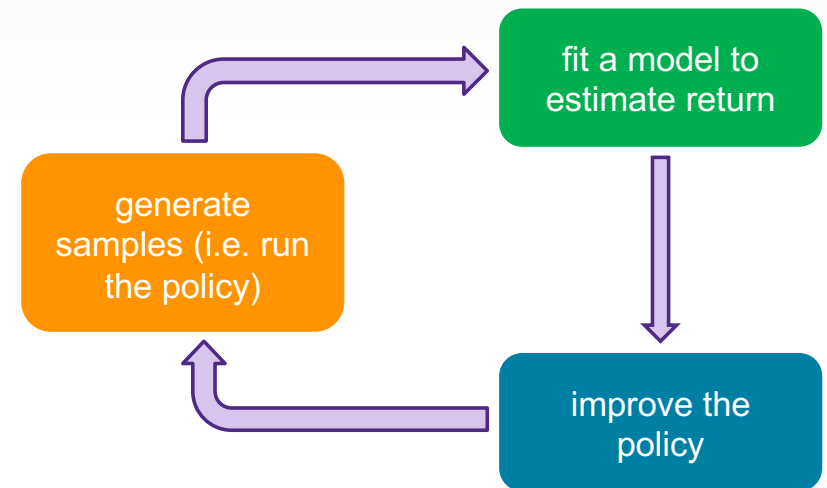 fit a model to
estimate return
generate
samples (i.e. run
the policy)
improve the
policy